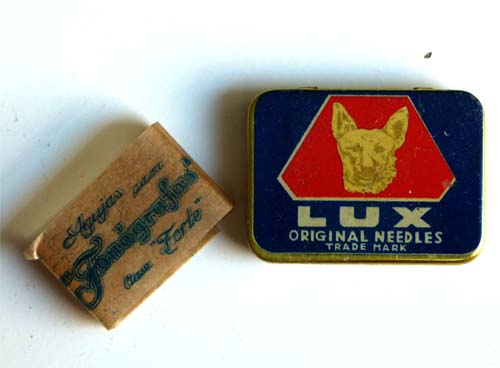 Agujas para
Fonógrafos
Clase "Forte"
LUX
ORIGINAL NEEDLES
TRADE MARK